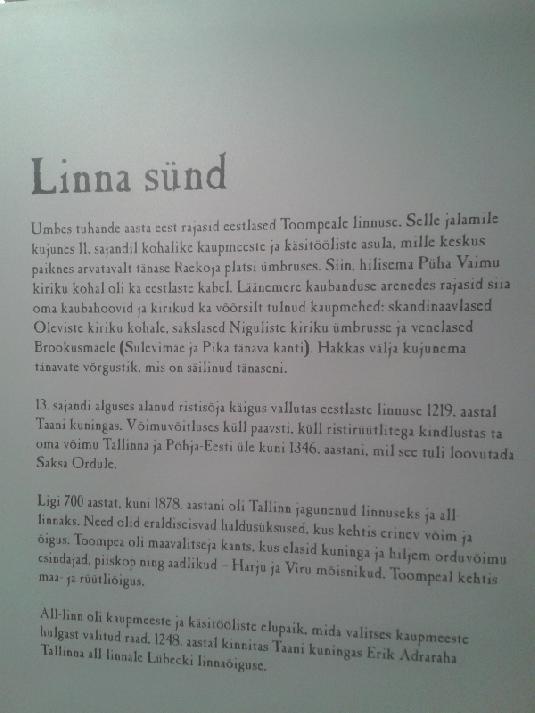 Linna sünd
Umbes tuhande aasta eest rajasid eestlased Toompeale linnuse. Selle jalamile
kujunes 11. sajandil kohalike kaupmeeste ja käsitööliste asula, mille keskus
paiknes arvatavalt tänase Raekoja platsi ümbruses. Siin, hilisema Püha Vaimu
kiriku kohal oli ka eestlaste kabel. Läänemere kaubanduse arenedes rajasid siia
oma kaubahoovid ja kirikud ka võõrsilt tulnud kaupmehed: skandinaavlased
Oleviste kiriku kohale, sakslased Niguliste kiriku ümbrusse ja venelased
Brookusmäele (Sulevimäe ja Pika tänava kanti). Hakkas välja kujunema
tänavate võrgustik, mis on säilinud tänaseni.
13. sajandi alguses alanud ristisõja käigus vallutas eestlaste linnuse 1219. aastal
Taani kuningas. Võimuvõitluses küll paavsti, küll ristirüütlitega kindlustas ta
oma võimu Tallinna ja Põhja-Eesti üle kuni 1346. aastani, mil see tuli loovutada
Saksa Ordule.
Ligi 700 aastat, kuni 1878. aastani oli Tallinn jagunenud linnuseks ja all-
linnaks. Need olid eraldiseisvad haldusüksused, kus kehtis erinev võim ja
õigus. Toompea oli maavalitseja kants, kus elasid kuninga ja hiljem orduvõimu
esindajad, piiskop ning aadlikud – Harju ja Viru mõisnikud. Toompeal kehtis
maa- ja rüütliõigus.
All-linn oli kaupmeeste ja käsitööliste elupaik, mida valitses kaupmeeste
hulgast valitud raad. 1248. aastal kinnitas Taani kuningas Erik Adraraha
Tallinna all-linnale Lübecki linnaõiguse.